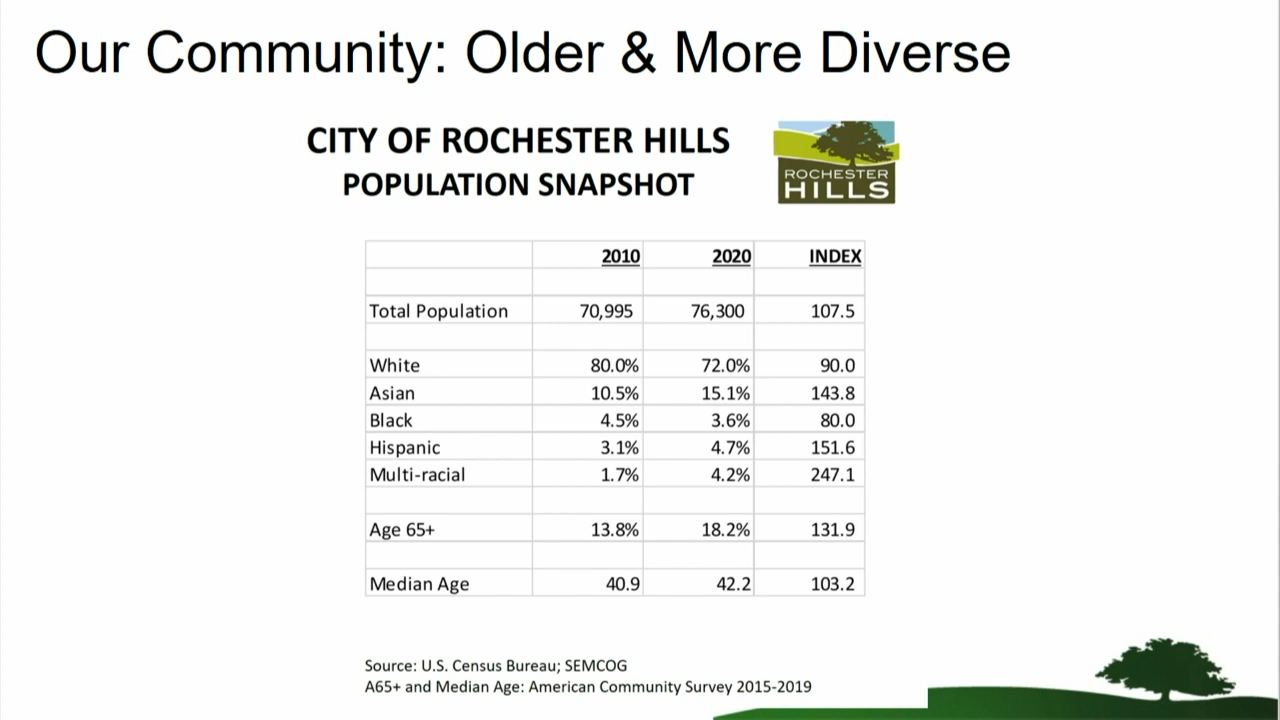 Our Community: Older & More Diverse
CITY OF ROCHESTER HILLS
POPULATION SNAPSHOT
ROCHESTER
HILLS
2010 2020 INDEX
Total Population 70,995 76,300 107.5
White 80.0% 72.0% 90.0
Asian 10.5% 15.1% 143.8
Black 4.5% 3.6% 80.0
Hispanic 3.1% 4.7% 151.6
Multi-racial 1.7% 4.2% 247.1
Age 65+ 13.8% 18.2% 131.9
Median Age 40.9 42.2 103.2
Source: U.S. Census Bureau; SEMCOG
A65+ and Median Age: American Community Survey 2015-2019